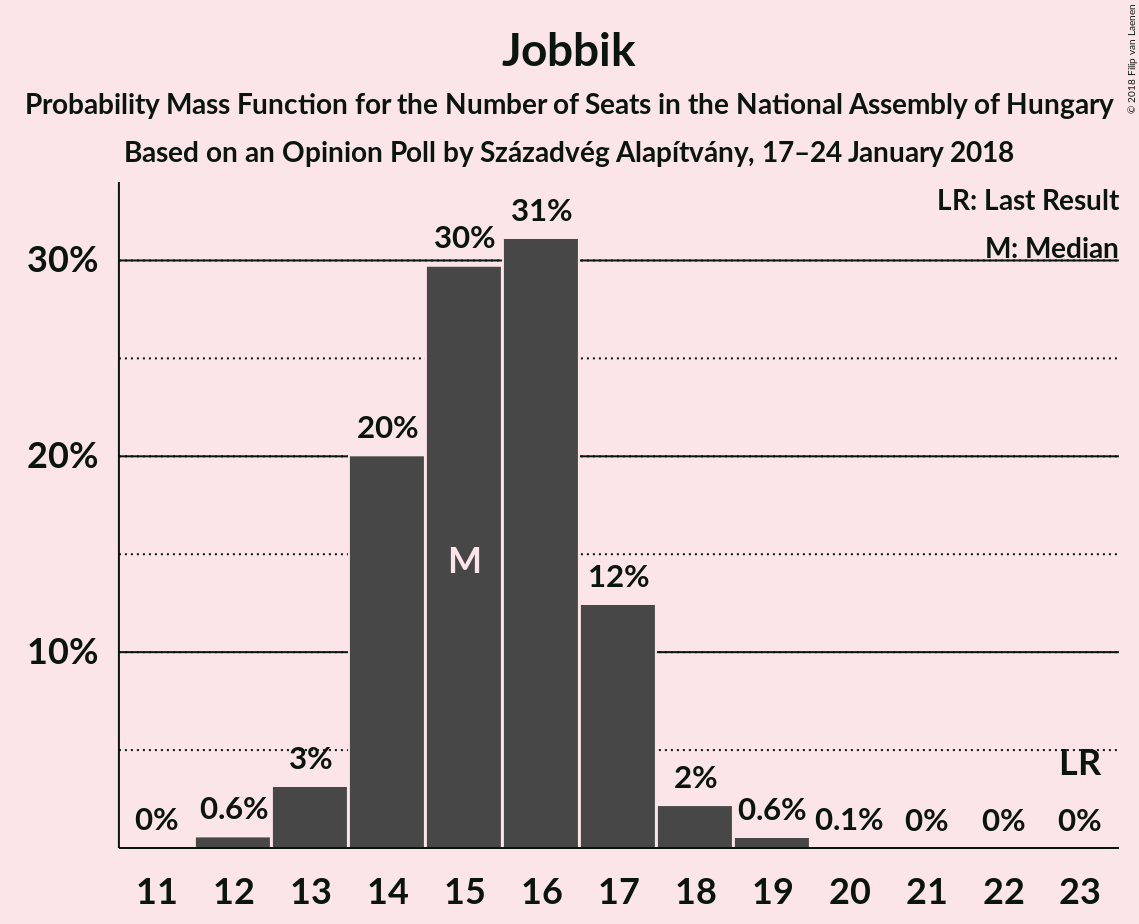 Jobbik
Probability Mass Function for the Number of Seats in the National Assembly of Hungary
Based on an Opinion Poll by Századvég Alapítvány, 17–24 January 2018
© 2018 Filip van Laenen
LR: Last Result
M: Median
30%
20%
10%
0%
0.6%
3%
20%
30%
31%
12%
2%
0.6%
0.1%
0%
0%
0%
M
LR
11 12 13 14 15 16 17 18 19 20 21 22 23